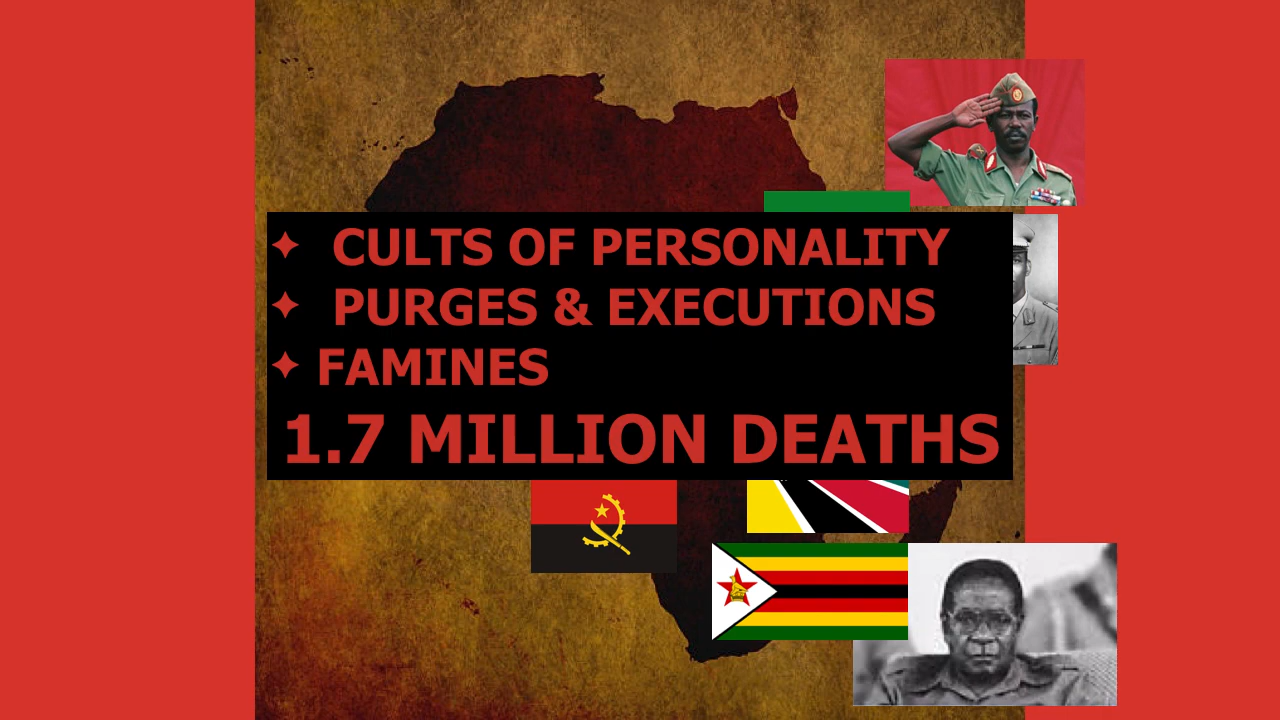 ✦ CULTS OF PERSONALITY
✦ PURGES & EXECUTIONS
✦ FAMINES
1.7 MILLION DEATHS